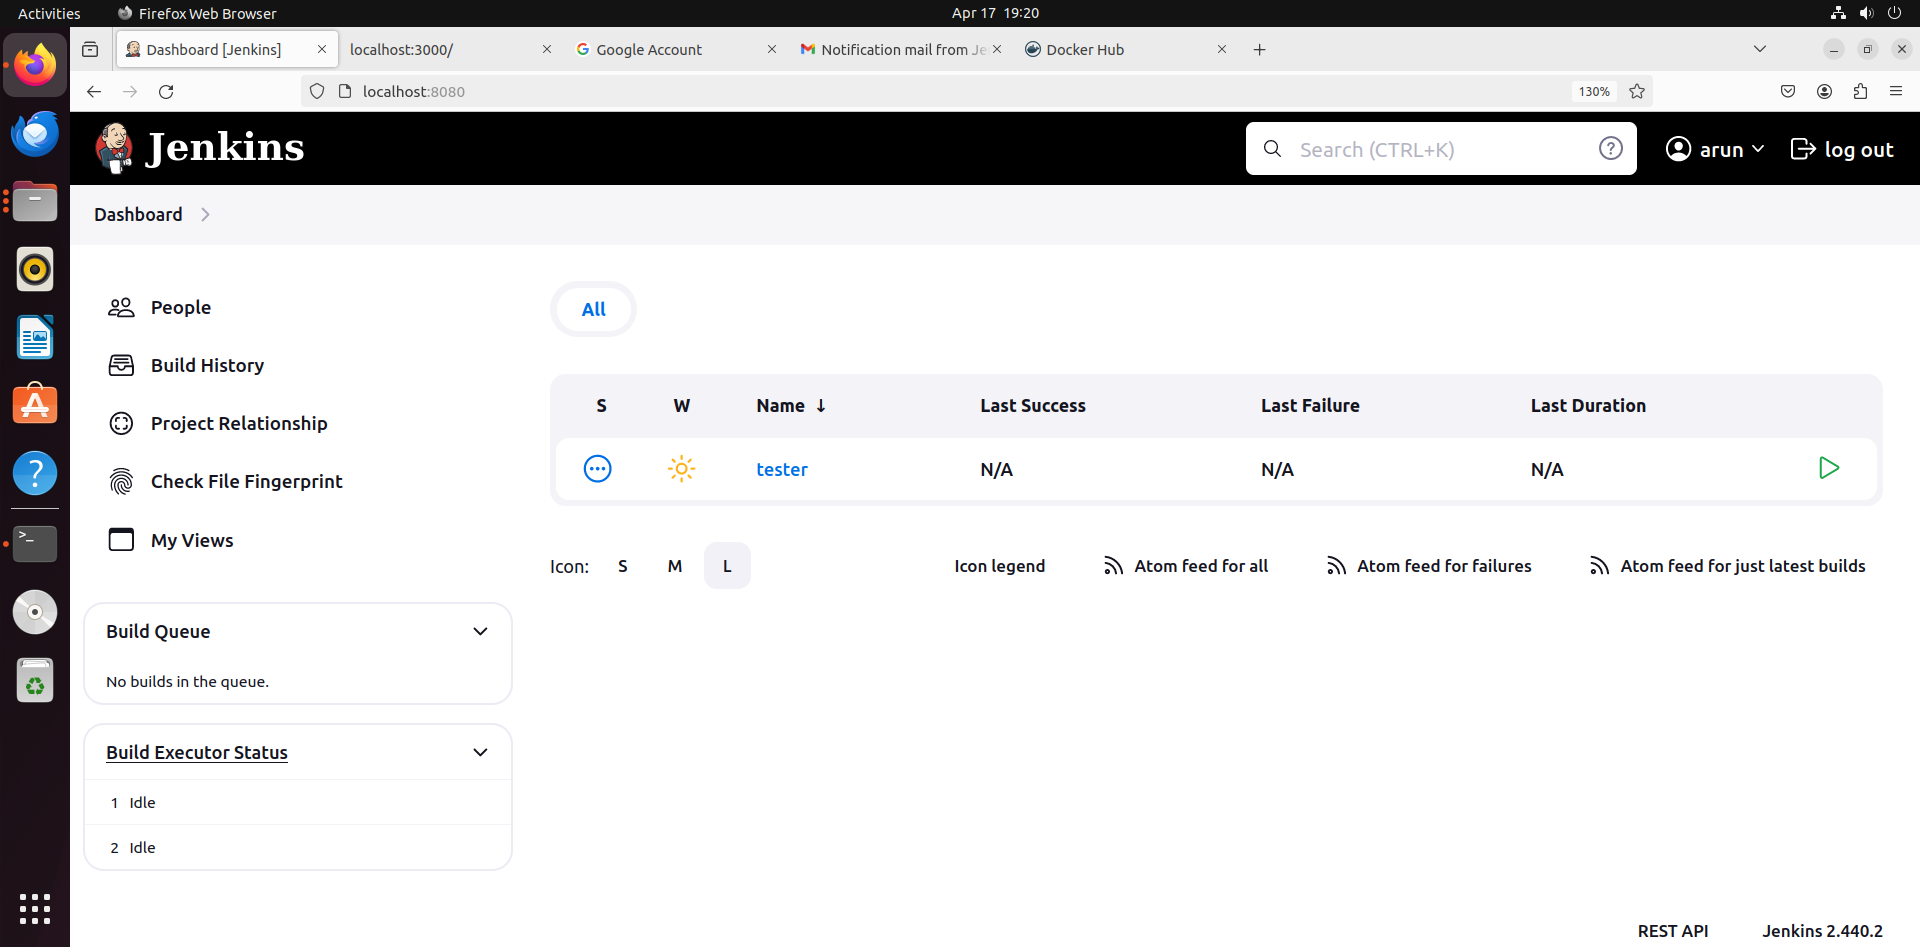 Activities Firefox Web Browser Apr 17 19:20
Dashboard [Jenkins] localhost:3000/ Google Account Notification mail from Je Docker Hub
localhost:8080 130%
Jenkins Search (CTRL+K) ? arun log out
Dashboard
People
Build History
Project Relationship
Check File Fingerprint
My Views
Build Queue
No builds in the queue.
Build Executor Status
1 Idle
2 Idle
All
S W Name ↓ Last Success Last Failure Last Duration
tester N/A N/A N/A
Icon: S M L Icon legend Atom feed for all Atom feed for failures Atom feed for just latest builds
REST API Jenkins 2.440.2